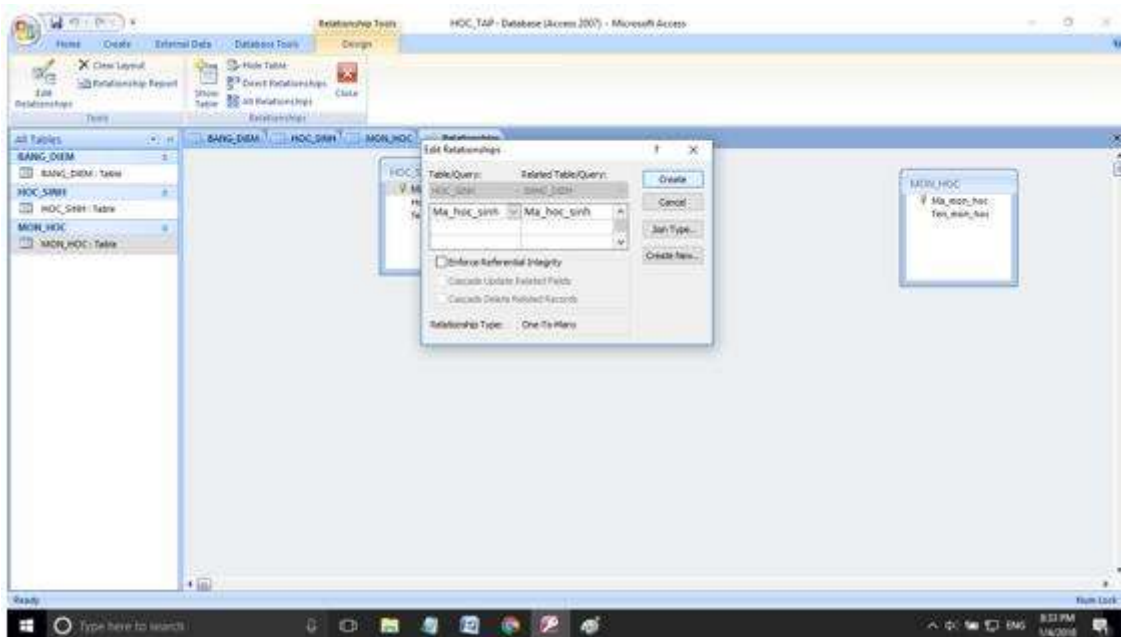 Relationship Tools HOC_TAP - Database (Access 2007) - Microsoft Access
Home Create External Data Database Tools Design
Clear Layout
Relationship Report
Edit Relationships
Tools
Show Table
Hide Table
Direct Relationships
All Relationships
Close
Relationships
All Tables
BANG_DIEM
BANG_DIEM : Table
HOC_SINH
HOC_SINH : Table
MON_HOC
MON_HOC : Table
BANG_DIEM HOC_SINH MON_HOC Relationships
Edit Relationships ? X
Table/Query: Related Table/Query:
HOC_SINH BANG_DIEM
Ma_hoc_sinh Ma_hoc_sinh
Enforce Referential Integrity
Cascade Update Related Fields
Cascade Delete Related Records
Relationship Type: One-To-Many
Create
Cancel
Join Type..
Create New..
MON_HOC
Ma_mon_hoc
Ten_mon_hoc
Ready Num Lock
Type here to search ENG 8:33 PM